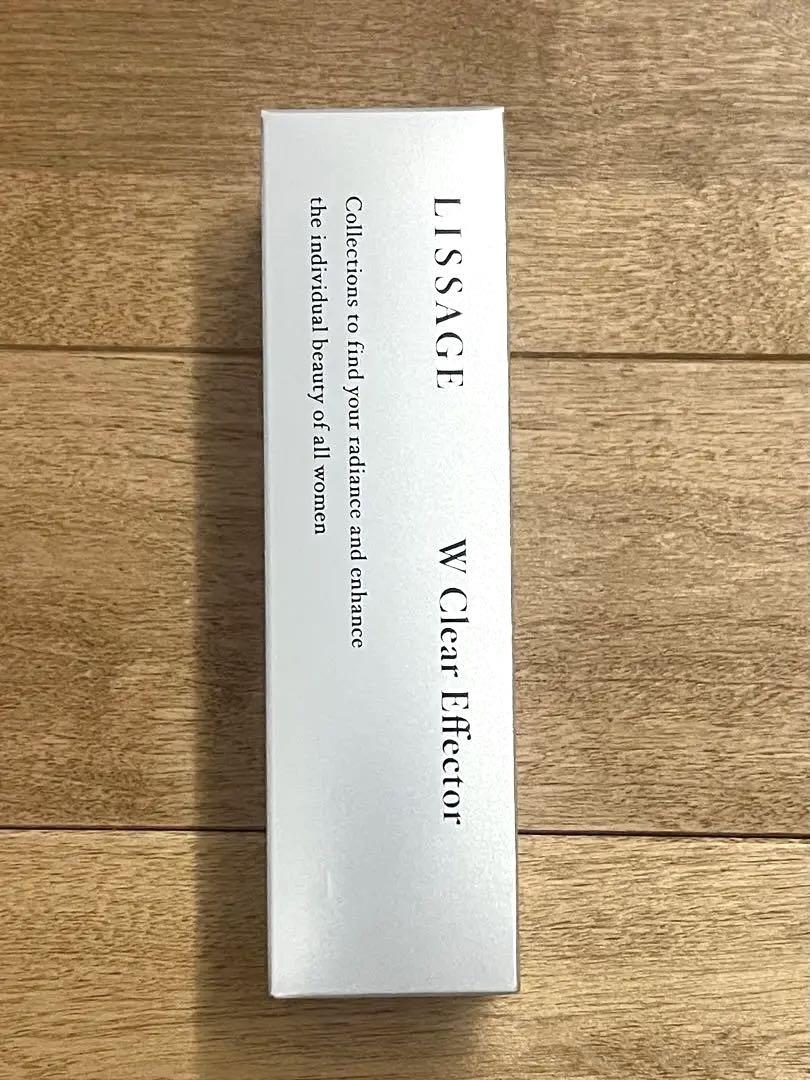 LISSAGE W Clear Effector
Collections to find your radiance and enhance
the individual beauty of all women